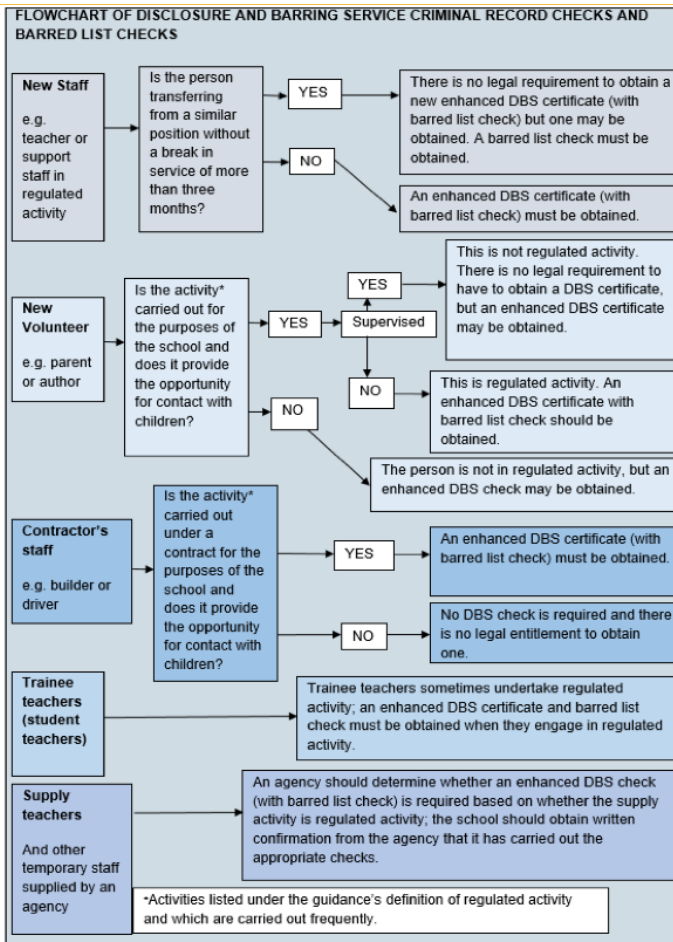 FLOWCHART OF DISCLOSURE AND BARRING SERVICE CRIMINAL RECORD CHECKS AND
BARRED LIST CHECKS
New Staff
e.g.
teacher or
support
staff in
regulated
activity
Is the person
transferring
from a similar
position without
a break in
service of more
than three
months?
YES
There is no legal requirement to obtain a
new enhanced DBS certificate (with
barred list check) but one may be
obtained. A barred list check must be
obtained.
NO
An enhanced DBS certificate (with
barred list check) must be obtained.
New
Volunteer
e.g. parent
or author
Is the activity*
carried out for
the purposes of
the school and
does it provide
the opportunity
for contact with
children?
YES
Supervised
YES
This is not regulated activity.
There is no legal requirement to
have to obtain a DBS certificate,
but an enhanced DBS certificate
may be obtained.
NO
This is regulated activity. An
enhanced DBS certificate with
barred list check should be
obtained.
NO
The person is not in regulated activity, but an
enhanced DBS check may be obtained.
Contractor's
staff
e.g. builder or
driver
Is the activity*
carried out
under a
contract for the
purposes of the
school and
does it provide
the opportunity
for contact with
children?
YES
An enhanced DBS certificate (with
barred list check) must be obtained.
NO
No DBS check is required and there
is no legal entitlement to obtain
one.
Trainee
teachers
(student
teachers)
Trainee teachers sometimes undertake regulated
activity; an enhanced DBS certificate and barred list
check must be obtained when they engage in regulated
activity.
Supply
teachers
And other
temporary staff
supplied by an
agency
An agency should determine whether an enhanced DBS check
(with barred list check) is required based on whether the supply
activity is regulated activity; the school should obtain written
confirmation from the agency that it has carried out the
appropriate checks.
*Activities listed under the guidance's definition of regulated activity
and which are carried out frequently.